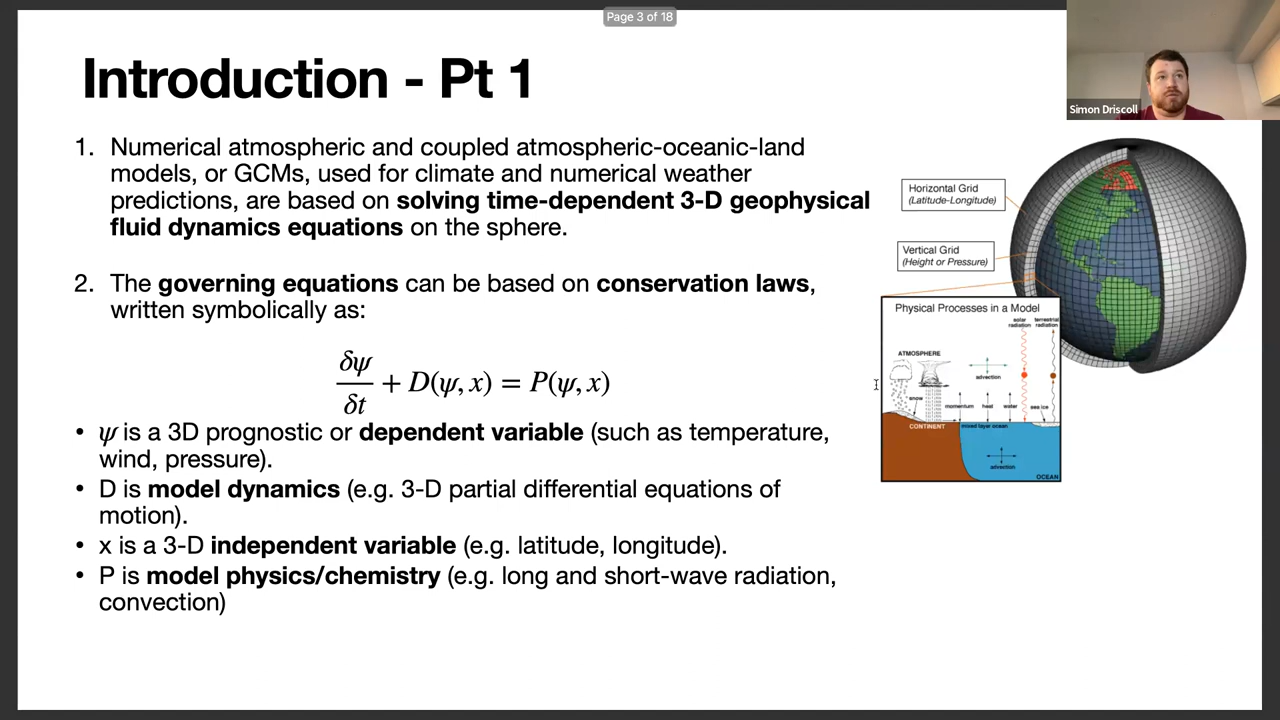 Page 3 of 18
Introduction - Pt 1
Simon Driscoll
1. Numerical atmospheric and coupled atmospheric-oceanic-land
models, or GCMs, used for climate and numerical weather
predictions, are based on solving time-dependent 3-D geophysical
fluid dynamics equations on the sphere.
2. The governing equations can be based on conservation laws,
written symbolically as:
δψ/δt + D(ψ, x) = P(ψ, x)
• ψ is a 3D prognostic or dependent variable (such as temperature,
wind, pressure).
• D is model dynamics (e.g. 3-D partial differential equations of
motion).
• x is a 3-D independent variable (e.g. latitude, longitude).
• P is model physics/chemistry (e.g. long and short-wave radiation,
convection)
Horizontal Grid
(Latitude-Longitude)
Vertical Grid
(Height or Pressure)
Physical Processes in a Model
solar radiation
terrestrial radiation
ATMOSPHERE
advection
snow
momentum heat water sea ice
CONTINENT
mixed layer ocean
advection
OCEAN